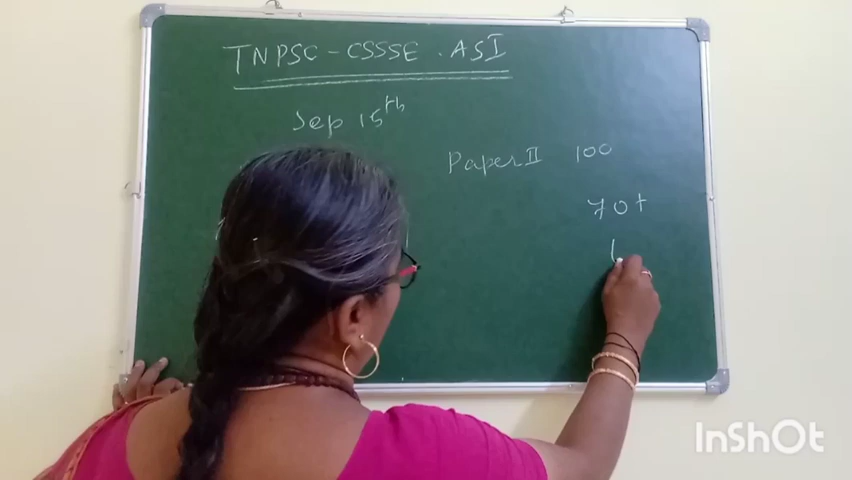 TNPSC - CSSSE . ASI
Sep 15th
Paper II 100
70+
InShOt